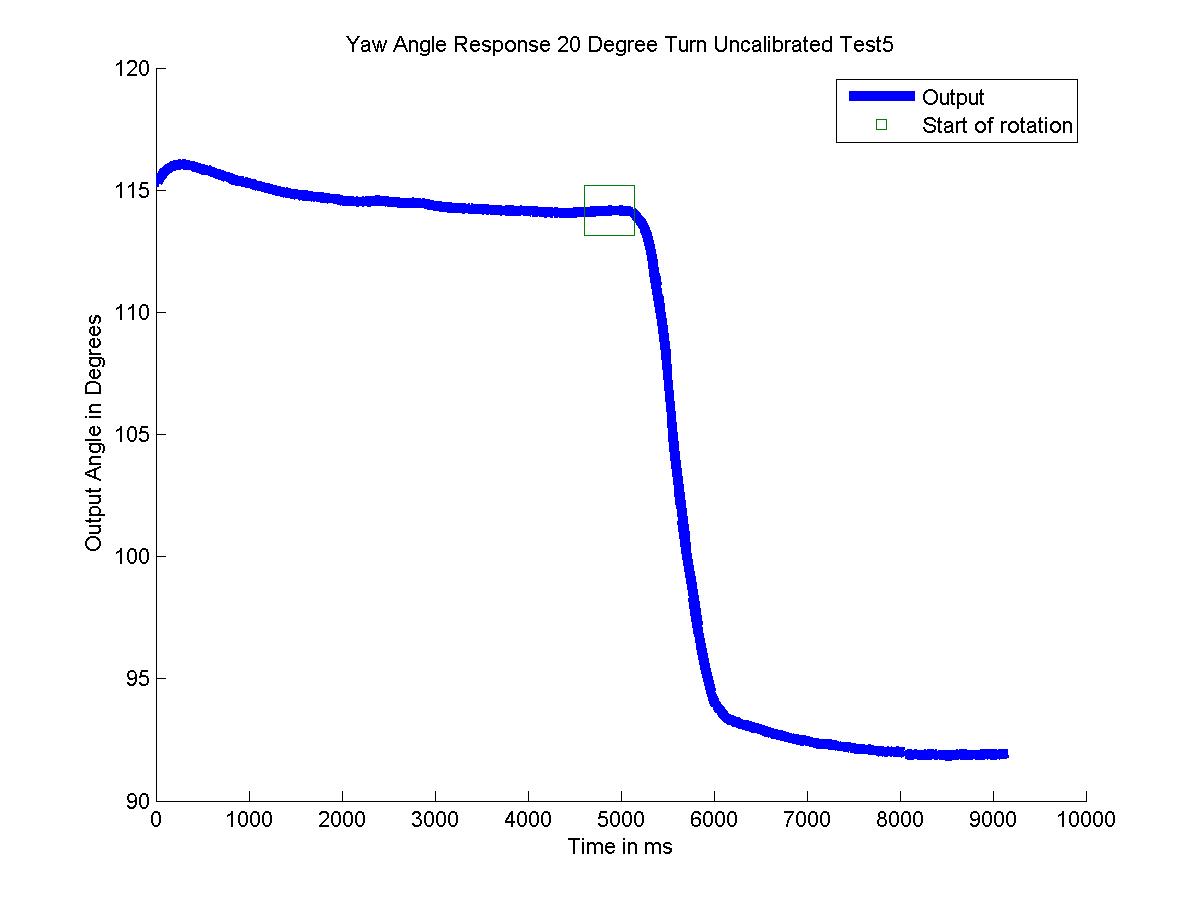 Yaw Angle Response 20 Degree Turn Uncalibrated Test5
Output
Start of rotation
120
115
110
105
100
95
90
Output Angle in Degrees
0 1000 2000 3000 4000 5000 6000 7000 8000 9000 10000
Time in ms